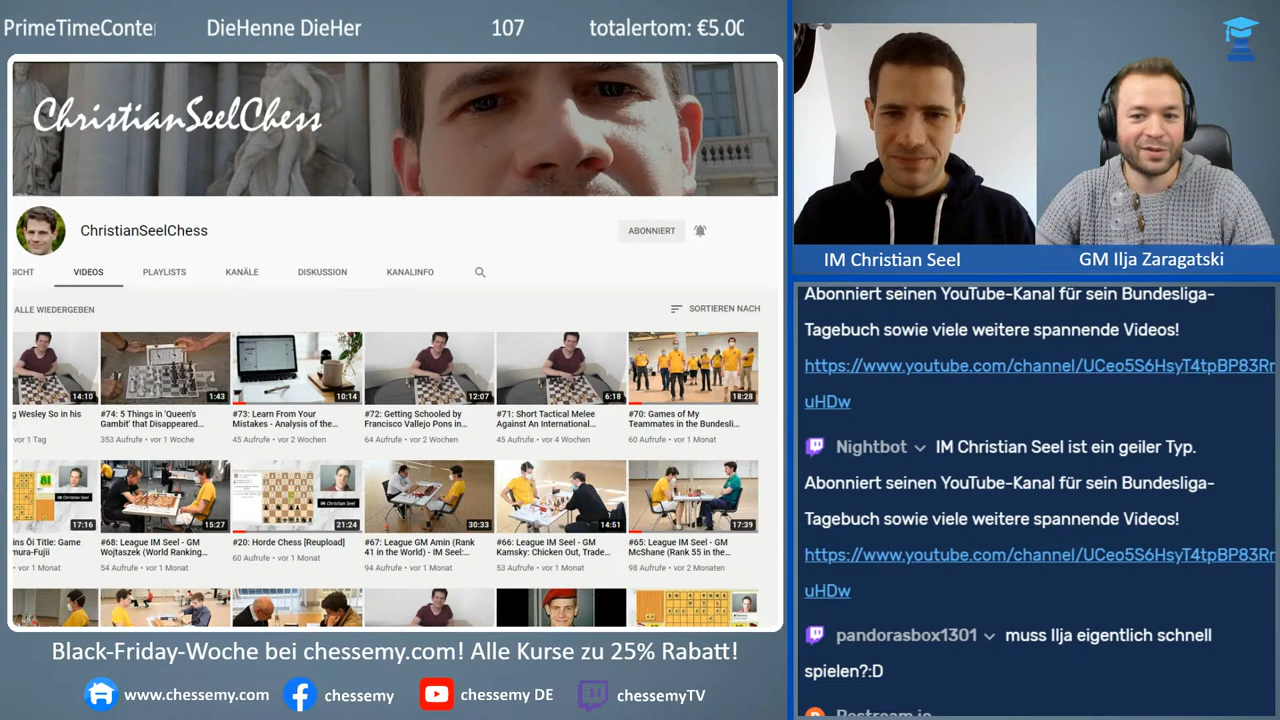 PrimeTimeConte
DieHenne DieHer
107
totalertom: €5.00
ChristianSeelChess
ChristianSeelChess
ABONNIERT
SICHT
VIDEOS
PLAYLISTS
KANÄLE
DISKUSSION
KANALINFO
ALLE WIEDERGEBEN
SORTIEREN NACH
14:10
1:43
10:14
12:07
6:18
18:28
g Wesley So in his
vor 1 Tag
#74: 5 Things in 'Queen's
Gambit' that Disappeared...
353 Aufrufe • vor 1 Woche
#73: Learn From Your
Mistakes - Analysis of the...
45 Aufrufe • vor 2 Wochen
#72: Getting Schooled by
Francisco Vallejo Pons in...
64 Aufrufe • vor 2 Wochen
#71: Short Tactical Melee
Against An International...
45 Aufrufe • vor 4 Wochen
#70: Games of My
Teammates in the Bundesli...
60 Aufrufe • vor 1 Monat
IM Christian Seel
17:16
15:27
IM Christian Seel
21:24
30:33
14:51
17:39
ins Ôi Title: Game
mura-Fujii
vor 1 Monat
#68: League IM Seel - GM
Wojtaszek (World Ranking...
54 Aufrufe • vor 1 Monat
#20: Horde Chess [Reupload]
60 Aufrufe • vor 1 Monat
#67: League GM Amin (Rank
41 in the World) - IM Seel:...
94 Aufrufe • vor 1 Monat
#66: League IM Seel - GM
Kamsky: Chicken Out, Trade...
53 Aufrufe • vor 1 Monat
#65: League IM Seel - GM
McShane (Rank 55 in the...
98 Aufrufe • vor 2 Monaten
Black-Friday-Woche bei chessemy.com! Alle Kurse zu 25% Rabatt!
www.chessemy.com
chessemy
chessemy DE
chessemyTV
IM Christian Seel
GM Ilja Zaragatski
Abonniert seinen YouTube-Kanal für sein Bundesliga-
Tagebuch sowie viele weitere spannende Videos!
https://www.youtube.com/channel/UCeo5S6HsyT4tpBP83Rr
uHDw
Nightbot IM Christian Seel ist ein geiler Typ.
Abonniert seinen YouTube-Kanal für sein Bundesliga-
Tagebuch sowie viele weitere spannende Videos!
https://www.youtube.com/channel/UCeo5S6HsyT4tpBP83Rr
uHDw
pandorasbox1301 muss Ilja eigentlich schnell
spielen?:D
Restream.io